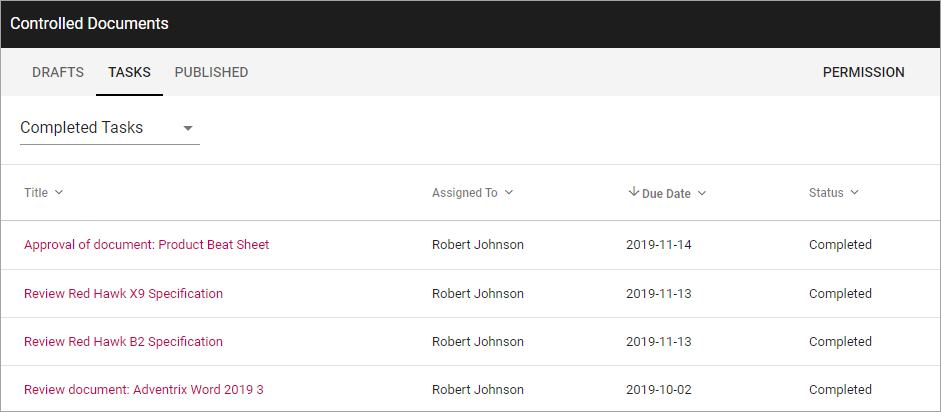 Controlled Documents
DRAFTS TASKS PUBLISHED PERMISSION
Completed Tasks
Title Assigned To Due Date Status
Approval of document: Product Beat Sheet Robert Johnson 2019-11-14 Completed
Review Red Hawk X9 Specification Robert Johnson 2019-11-13 Completed
Review Red Hawk B2 Specification Robert Johnson 2019-11-13 Completed
Review document: Adventrix Word 2019 3 Robert Johnson 2019-10-02 Completed